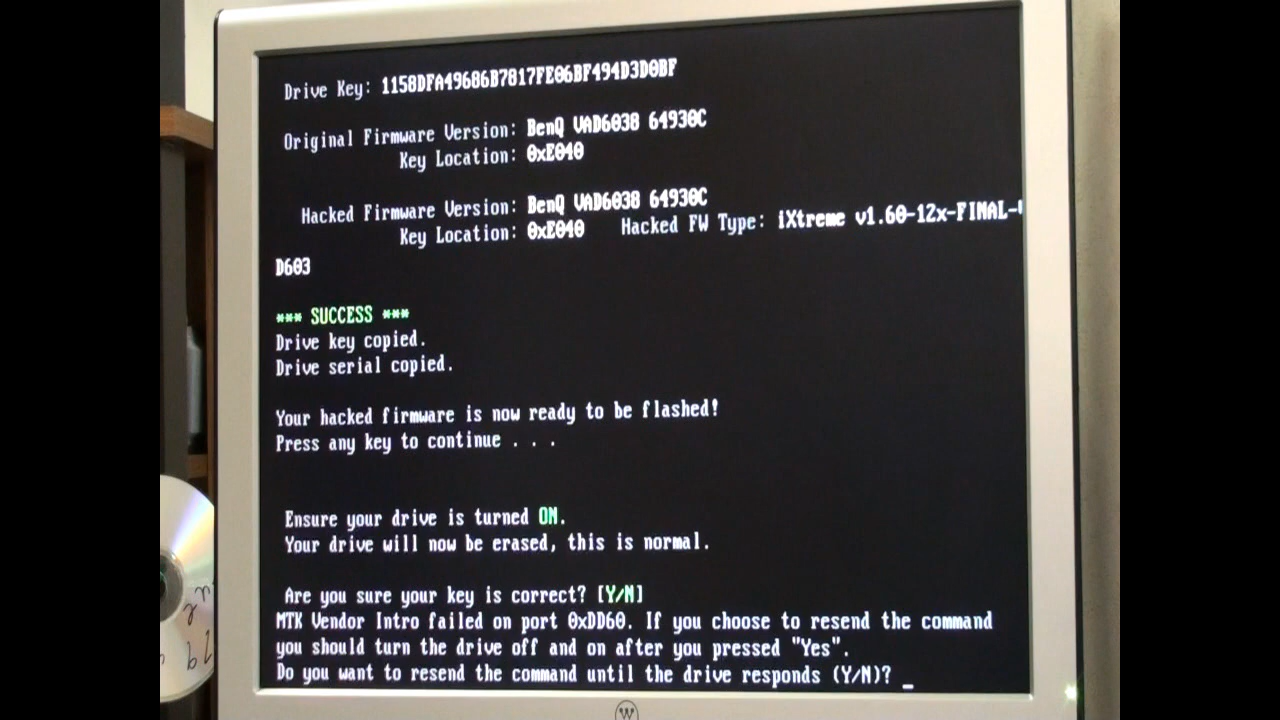 Drive Key: 1158DFA49686B7817FE06BF494D3D0BF
Original Firmware Version: BenQ VAD6038 64930C
Key Location: 0xE040
Hacked Firmware Version: BenQ VAD6038 64930C
Key Location: 0xE040 Hacked FW Type: iXtreme v1.60-12x-FINAL-
D603
*** SUCCESS ***
Drive key copied.
Drive serial copied.
Your hacked firmware is now ready to be flashed!
Press any key to continue . . .
Ensure your drive is turned ON.
Your drive will now be erased, this is normal.
Are you sure your key is correct? [Y/N]
MTK Vendor Intro failed on port 0xDD60. If you choose to resend the command
you should turn the drive off and on after you pressed "Yes".
Do you want to resend the command until the drive responds (Y/N)? _
W